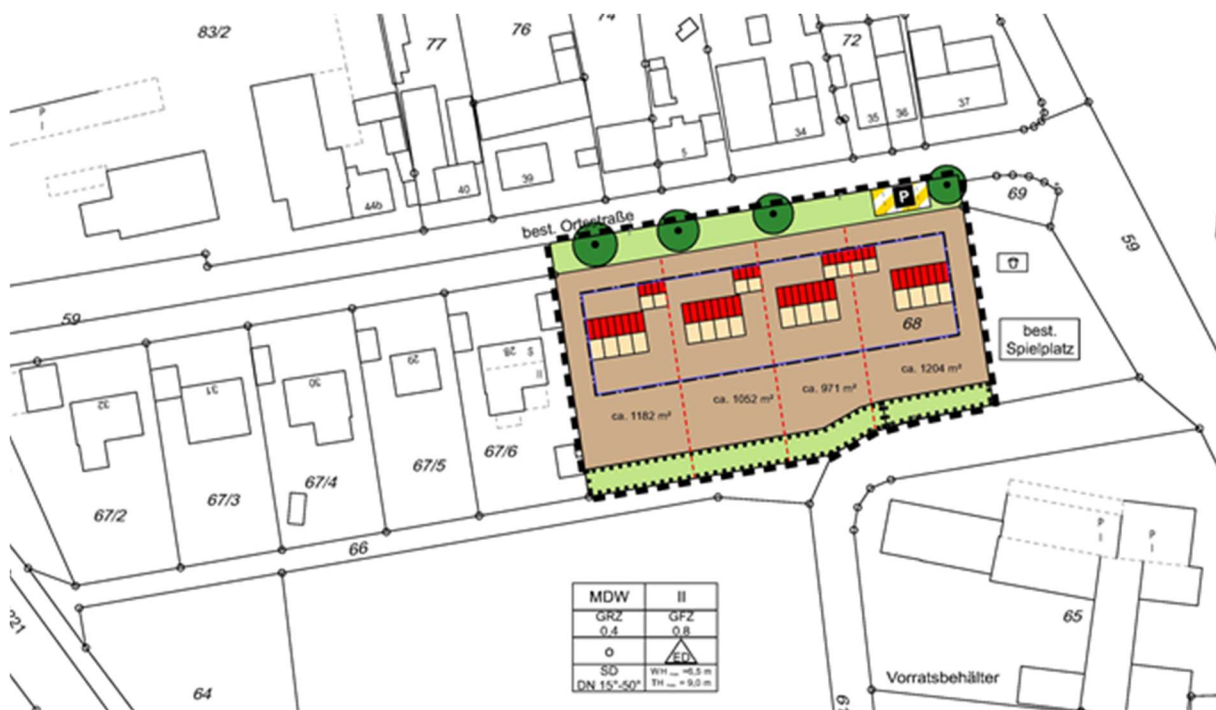 83/2
77
76
74
72
P
35
36
37
34
5
39
40
44b
best. Ortsstraße
P
69
59
59
68
best.
Spielplatz
ca. 1182 m²
ca. 1052 m²
ca. 971 m²
ca. 1204 m²
32
31
30
29
28
II
67/2
67/3
67/4
67/5
67/6
66
64
MDW II
GRZ GFZ
0.4 0.8
o ED
SD WH max =6,5 m
DN 15°-50° TH max = 9,0 m
P
P
65
Vorratsbehälter